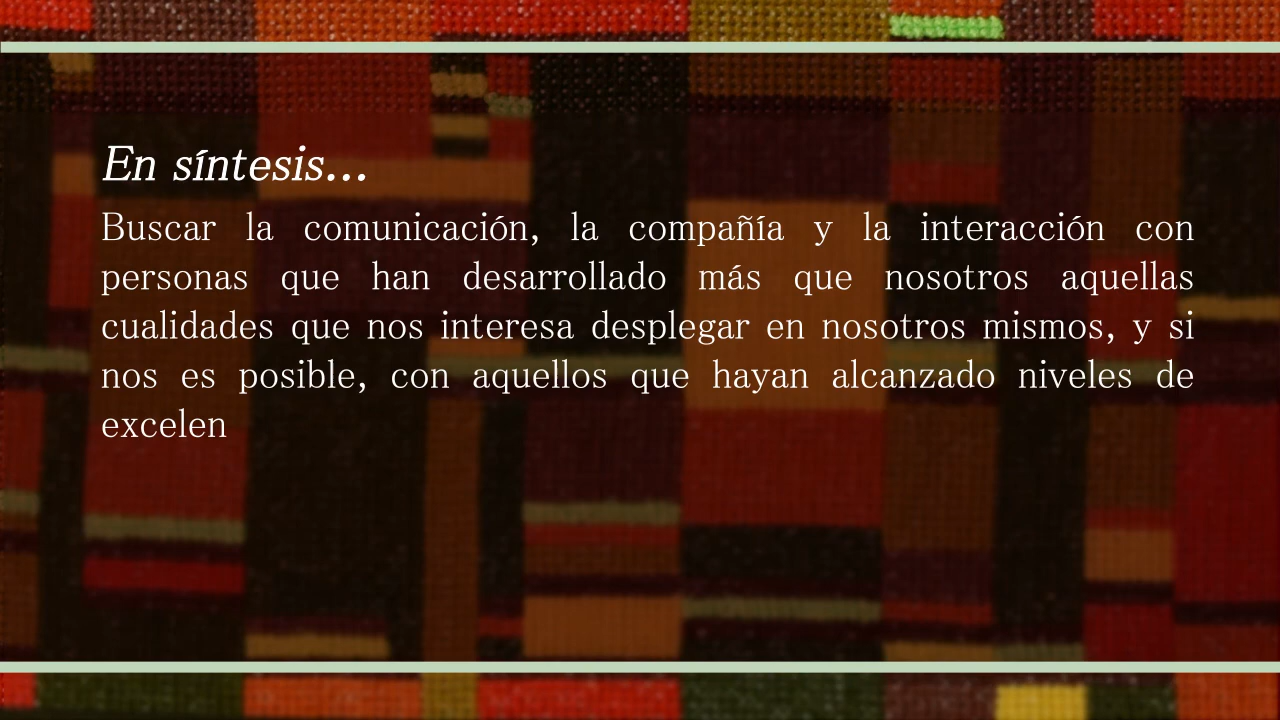 En síntesis...
Buscar la comunicación, la compañía y la interacción con
personas que han desarrollado más que nosotros aquellas
cualidades que nos interesa desplegar en nosotros mismos, y si
nos es posible, con aquellos que hayan alcanzado niveles de
excelen